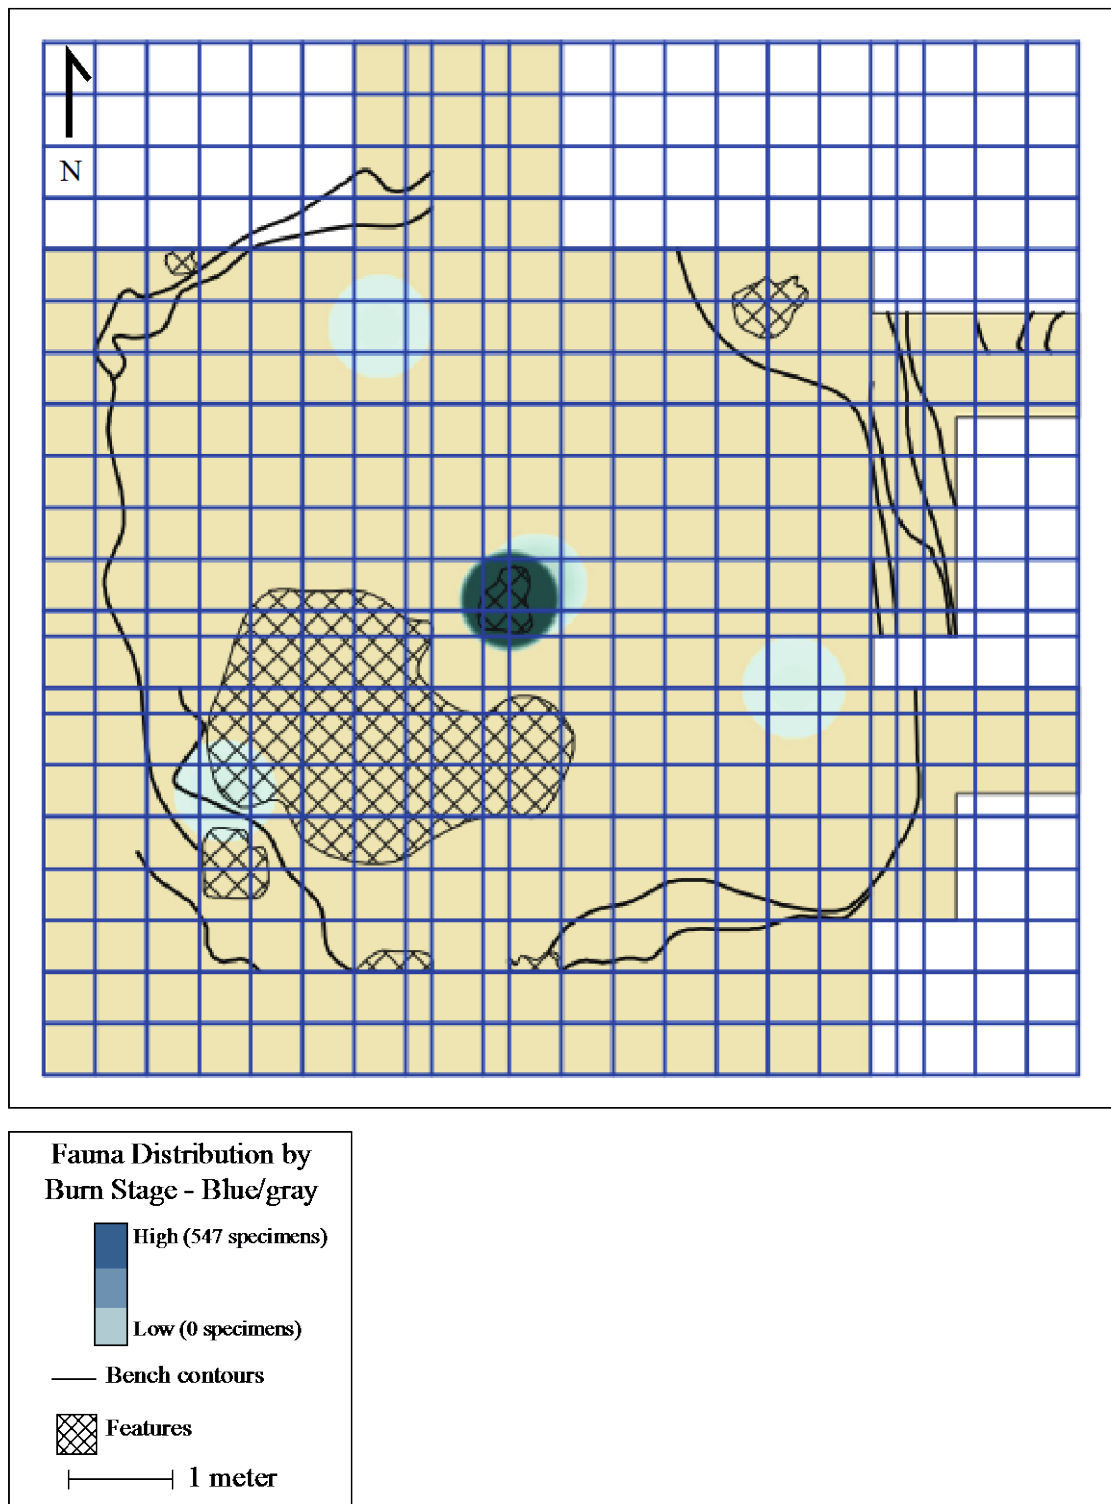 N
Fauna Distribution by
Burn Stage - Blue/gray
High (547 specimens)
Low (0 specimens)
Bench contours
Features
1 meter